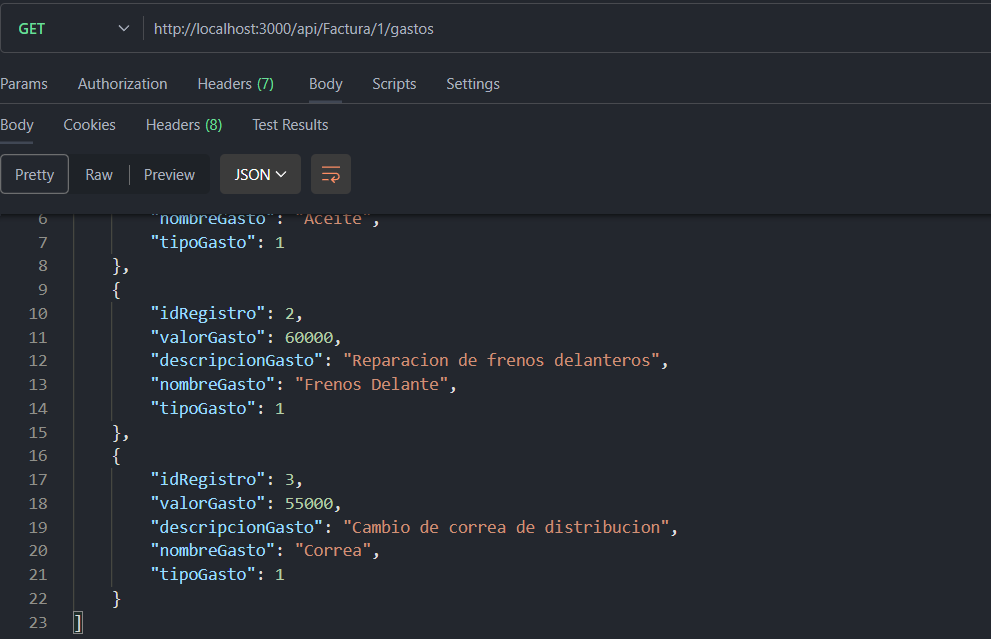 GET http://localhost:3000/api/Factura/1/gastos
Params Authorization Headers (7) Body Scripts Settings
Body Cookies Headers (8) Test Results
Pretty Raw Preview JSON
6 "nombreGasto": "Aceite",
7 "tipoGasto": 1
8 },
9 {
10 "idRegistro": 2,
11 "valorGasto": 60000,
12 "descripcionGasto": "Reparacion de frenos delanteros",
13 "nombreGasto": "Frenos Delante",
14 "tipoGasto": 1
15 },
16 {
17 "idRegistro": 3,
18 "valorGasto": 55000,
19 "descripcionGasto": "Cambio de correa de distribucion",
20 "nombreGasto": "Correa",
21 "tipoGasto": 1
22 }
23 ]